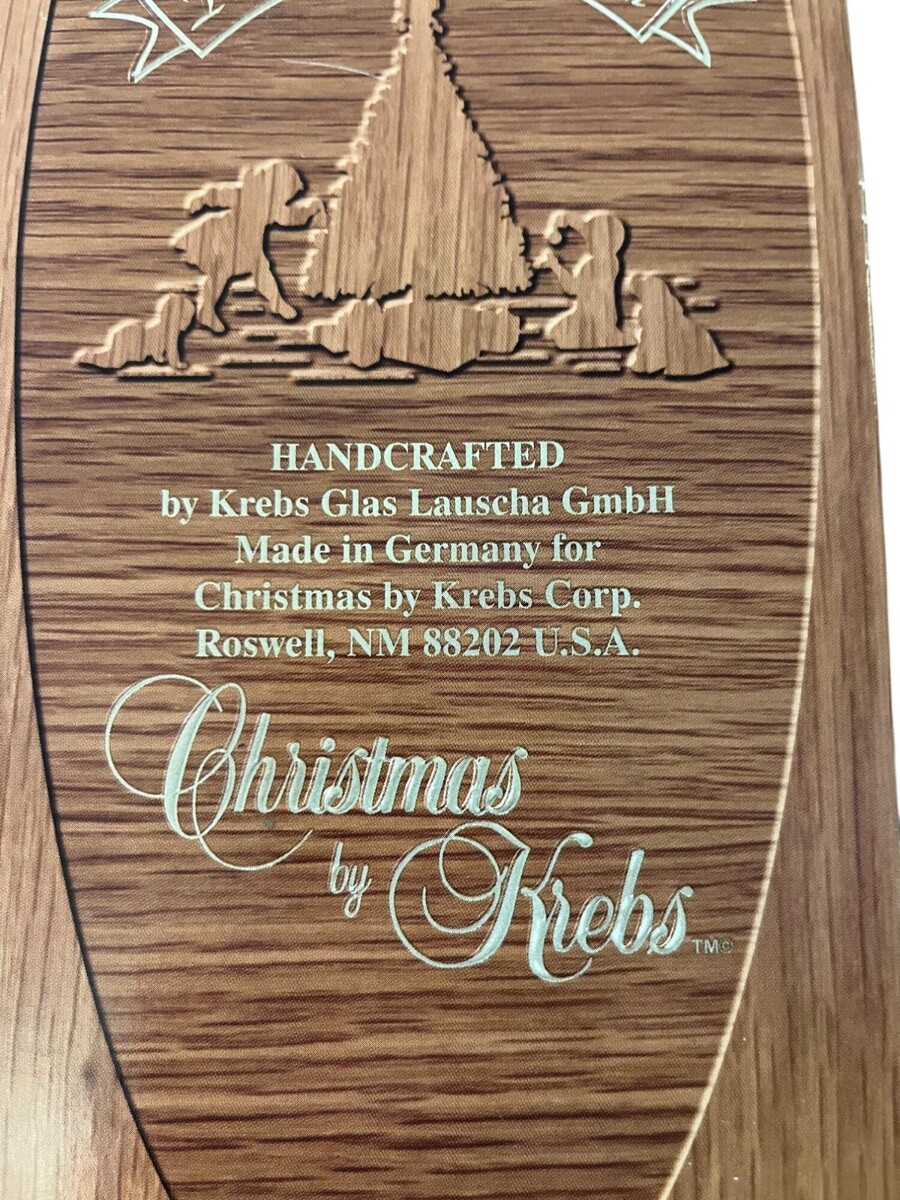 HANDCRAFTED
by Krebs Glas Lauscha GmbH
Made in Germany for
Christmas by Krebs Corp.
Roswell, NM 88202 U.S.A.
Christmas
by
Krebs TM©